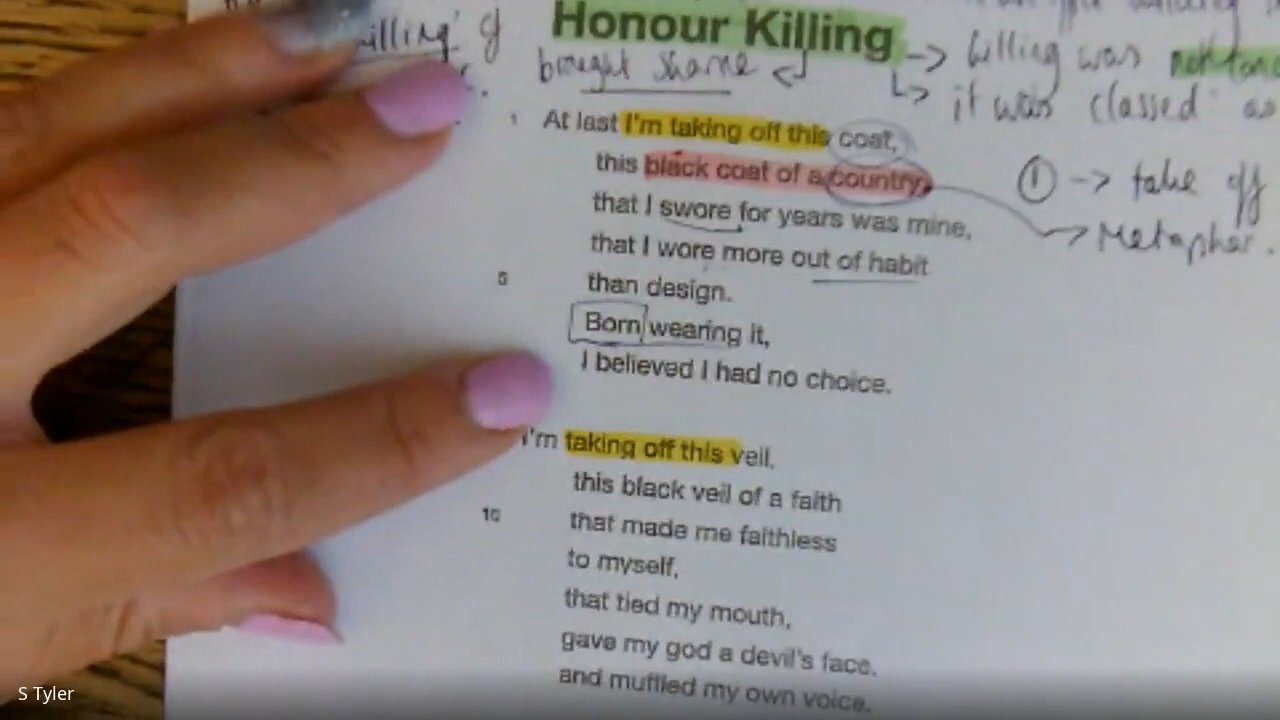 Honour Killing
killing' of
brought shame
-> killing was
-> it was 'classed' as
1 At last I'm taking off this coat,
this black coat of a country
① -> take off
that I swore for years was mine,
-> Metaphor.
that I wore more out of habit
5 than design.
Born wearing it,
I believed I had no choice.
I'm taking off this veil,
this black veil of a faith
10 that made me faithless
to myself,
that tied my mouth,
gave my god a devil's face,
and muffled my own voice.
S Tyler